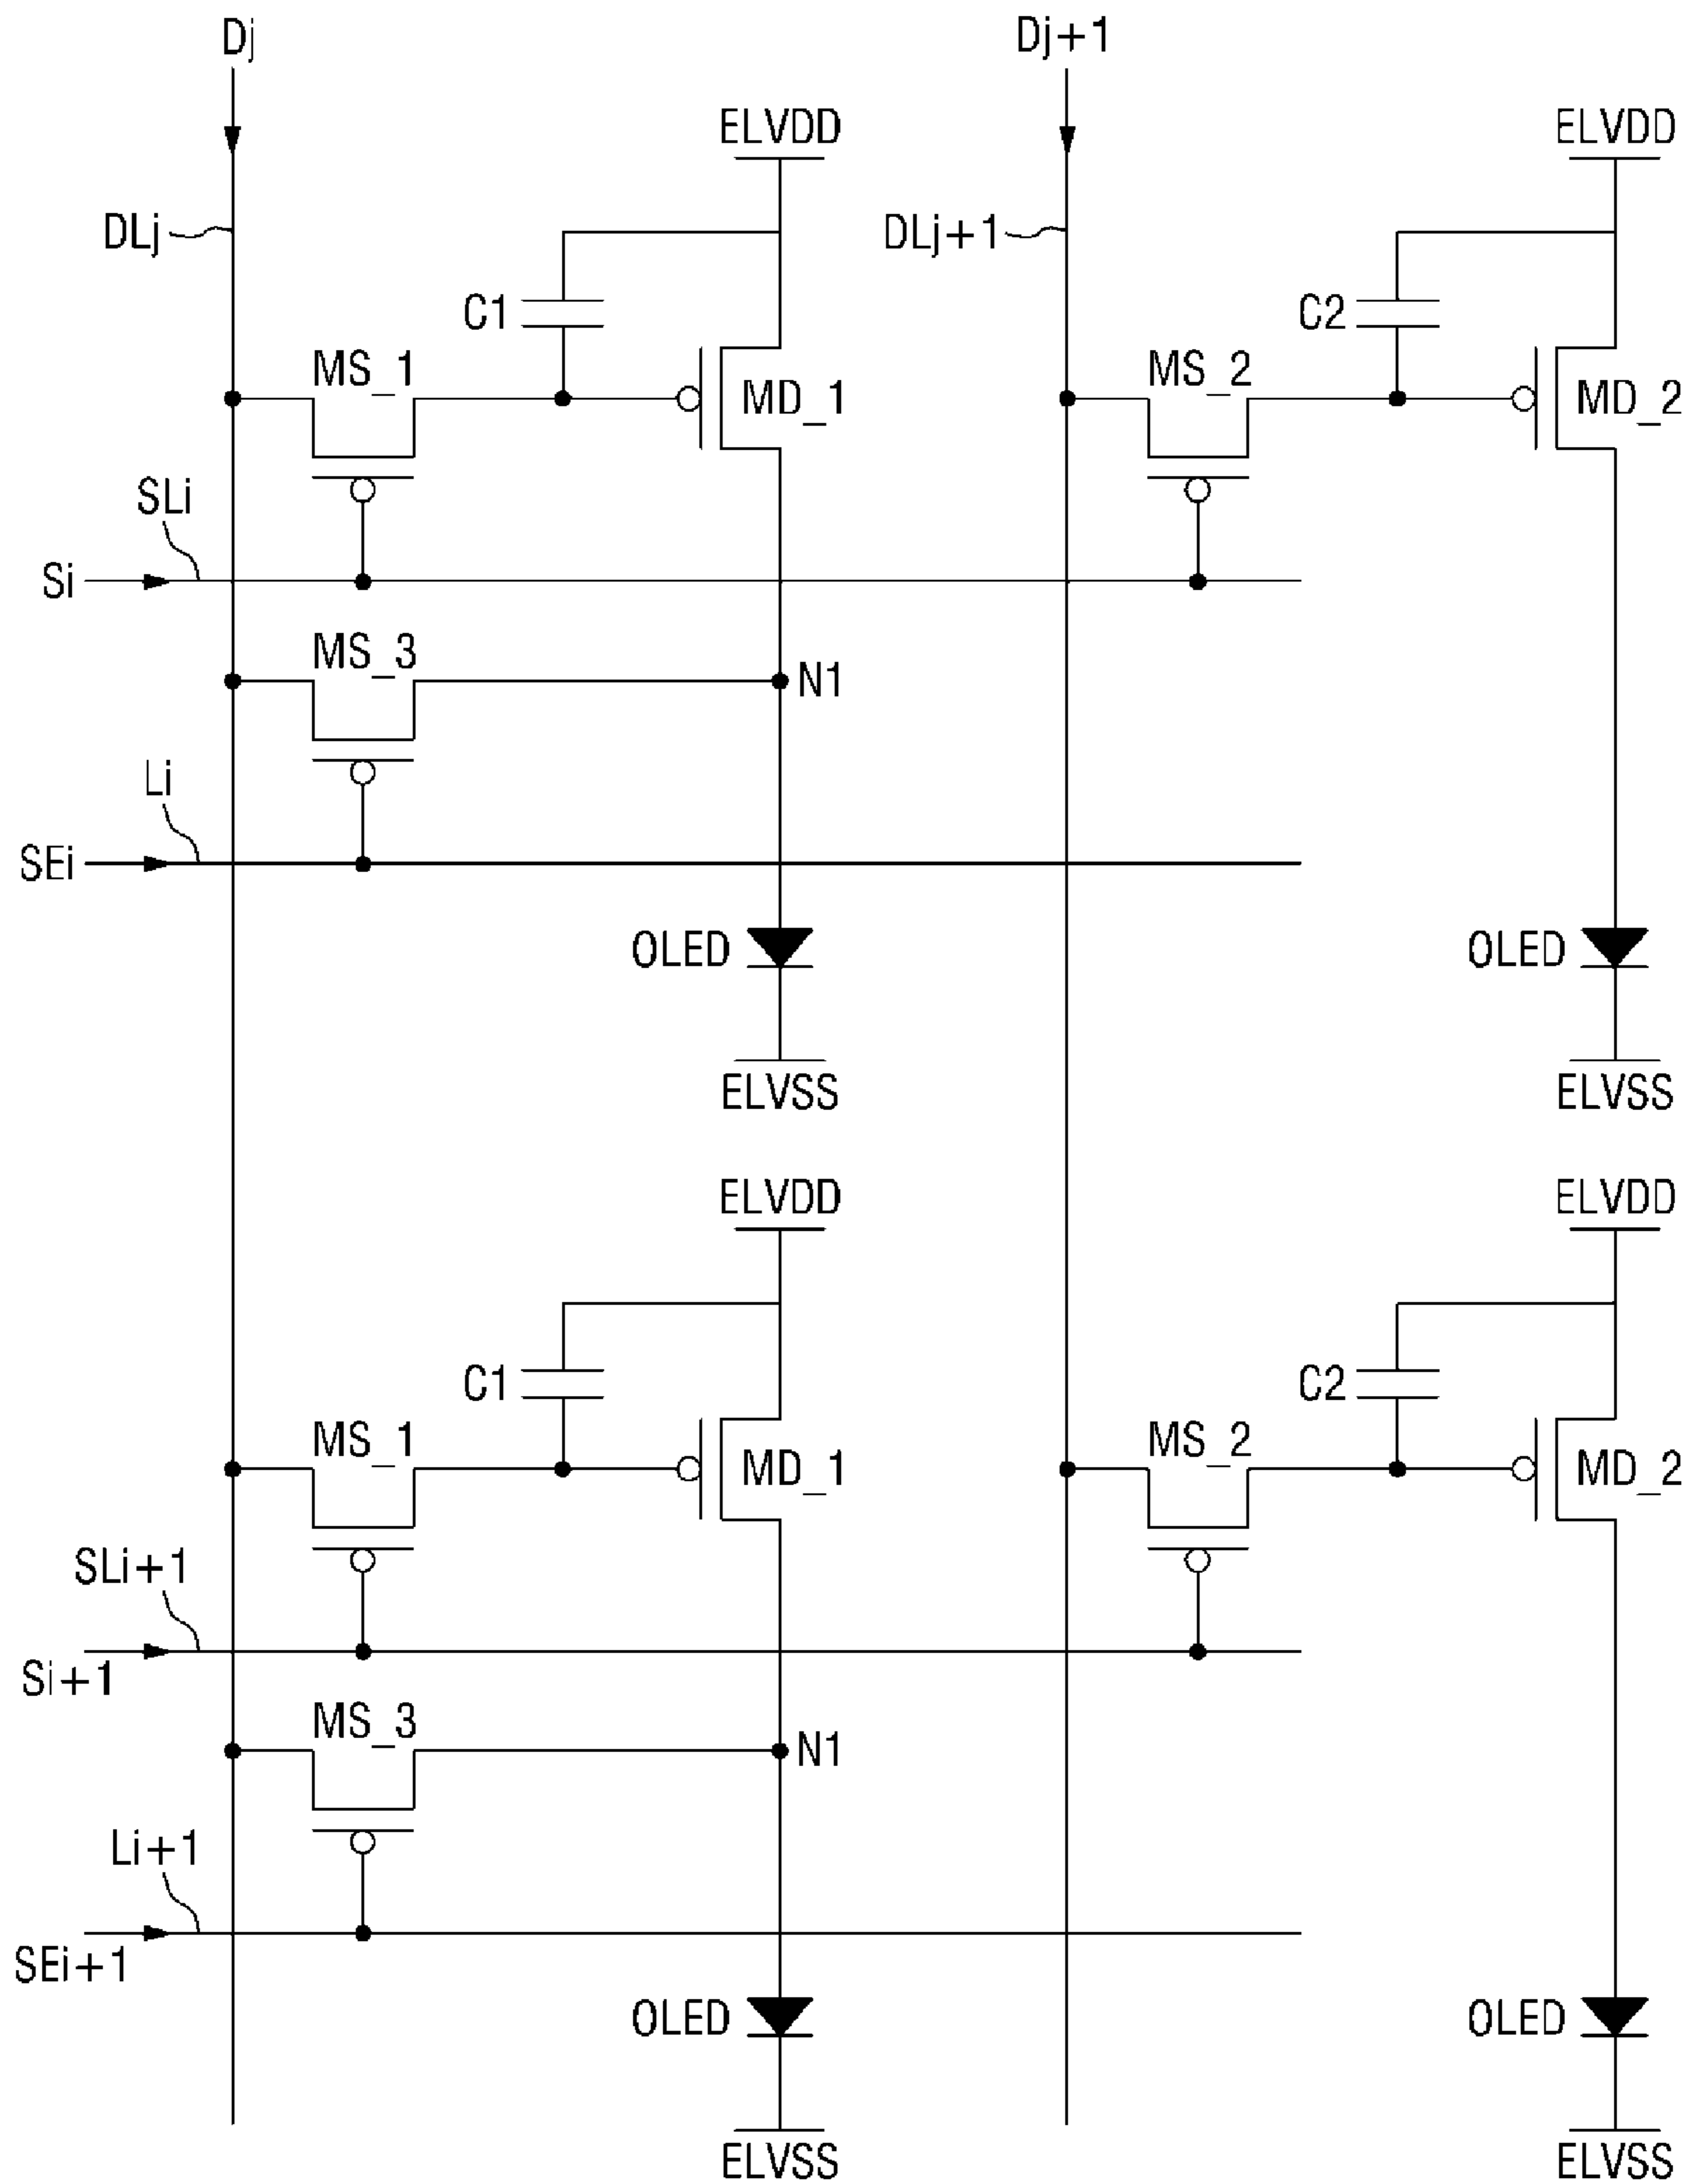 Dj
Dj+1
ELVDD
ELVDD
DLj
DLj+1
C1
C2
MS_1
MD_1
MS_2
MD_2
SLi
Si
MS_3
N1
Li
SEi
OLED
OLED
ELVSS
ELVSS
ELVDD
ELVDD
C1
C2
MS_1
MD_1
MS_2
MD_2
SLi+1
Si+1
MS_3
N1
Li+1
SEi+1
OLED
OLED
ELVSS
ELVSS